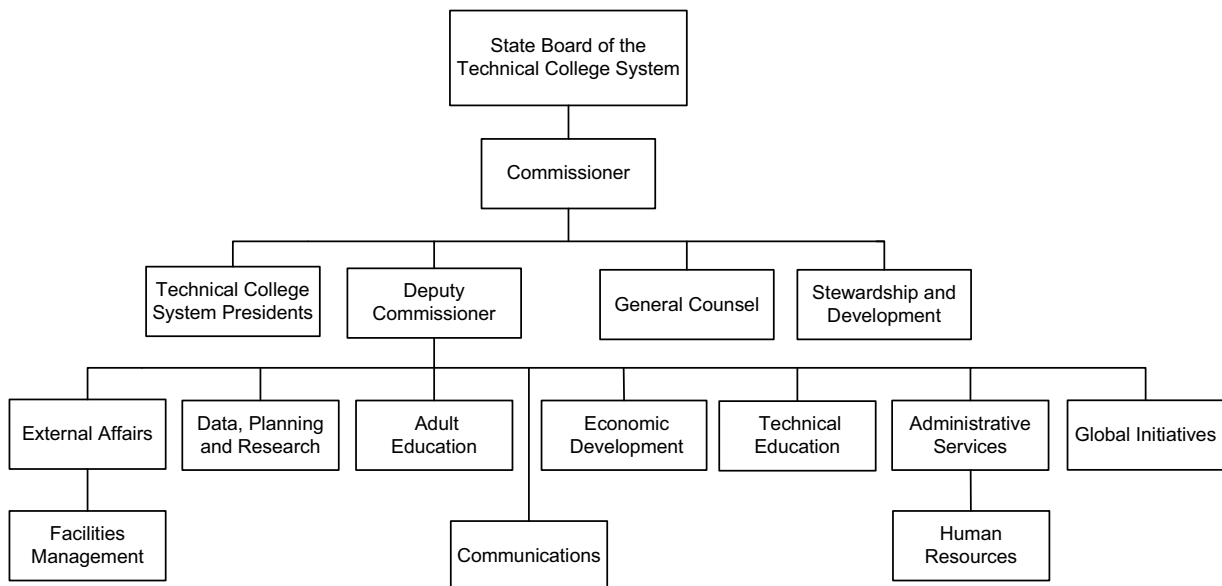 State Board of the
Technical College System
Commissioner
Technical College
System Presidents
Deputy
Commissioner
General Counsel
Stewardship and
Development
External Affairs
Data, Planning
and Research
Adult
Education
Economic
Development
Technical
Education
Administrative
Services
Global Initiatives
Facilities
Management
Communications
Human
Resources